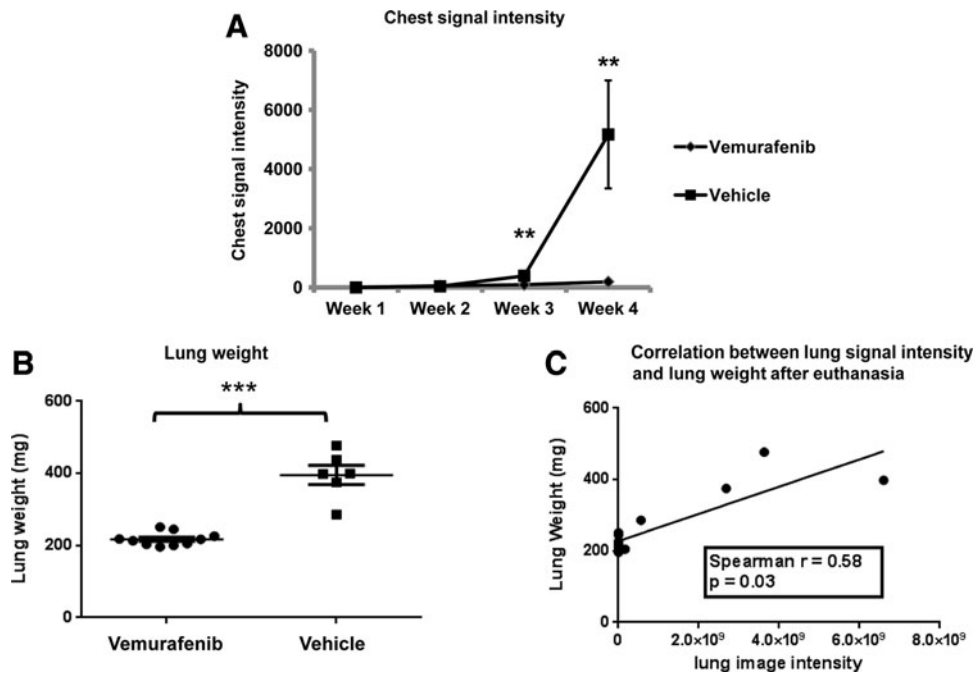 A
Chest signal intensity
Chest signal intensity
8000
6000
4000
2000
0
**
**
Week 1 Week 2 Week 3 Week 4
Vemurafenib
Vehicle
B
Lung weight
***
Lung weight (mg)
600
400
200
0
Vemurafenib Vehicle
C
Correlation between lung signal intensity
and lung weight after euthanasia
Lung Weight (mg)
600
400
200
0
Spearman r = 0.58
p = 0.03
0 2.0×10⁹ 4.0×10⁹ 6.0×10⁹ 8.0×10⁹
lung image intensity